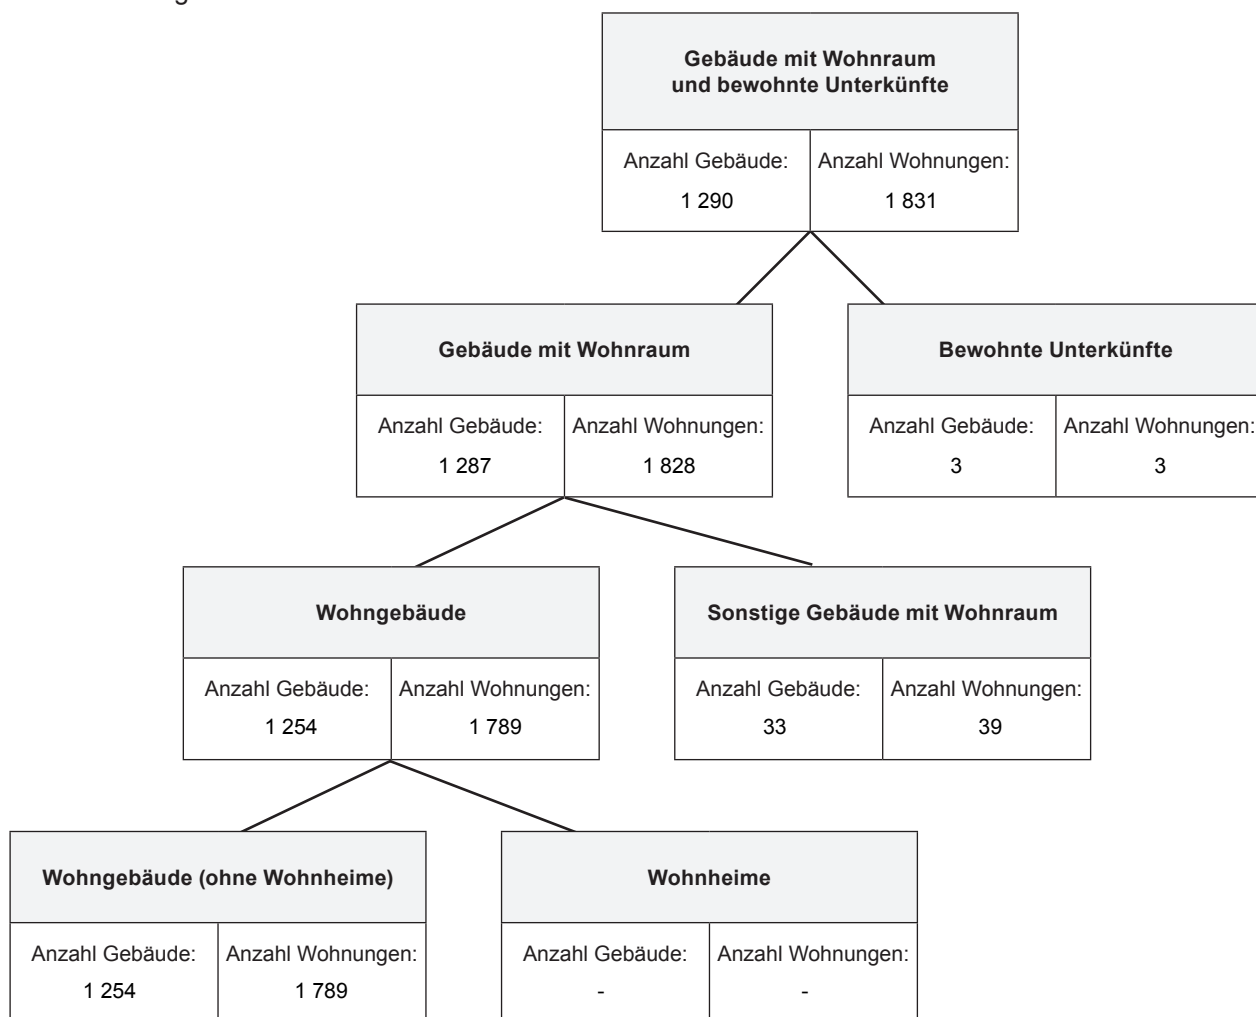 Gebäude mit Wohnraum
und bewohnte Unterkünfte
Anzahl Gebäude: Anzahl Wohnungen:
1 290 1 831
Gebäude mit Wohnraum Bewohnte Unterkünfte
Anzahl Gebäude: Anzahl Wohnungen: Anzahl Gebäude: Anzahl Wohnungen:
1 287 1 828 3 3
Wohngebäude Sonstige Gebäude mit Wohnraum
Anzahl Gebäude: Anzahl Wohnungen: Anzahl Gebäude: Anzahl Wohnungen:
1 254 1 789 33 39
Wohngebäude (ohne Wohnheime) Wohnheime
Anzahl Gebäude: Anzahl Wohnungen: Anzahl Gebäude: Anzahl Wohnungen:
1 254 1 789 - -